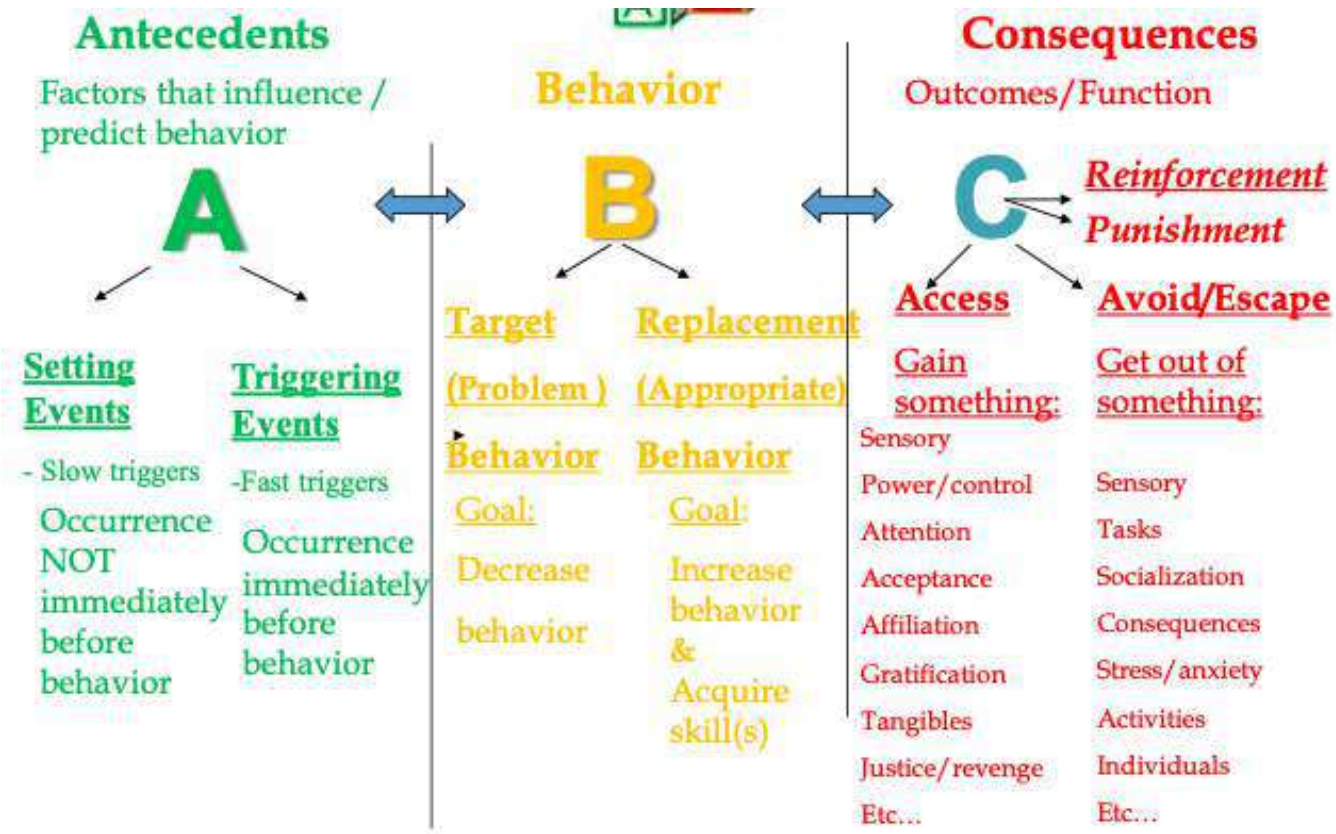 A
Antecedents
Factors that influence /
predict behavior
A
Setting
Events
- Slow triggers
Occurrence
NOT
immediately
before
behavior
Triggering
Events
-Fast triggers
Occurrence
immediately
before
behavior
Behavior
B
Target
(Problem )
Behavior
Goal:
Decrease
behavior
Replacement
(Appropriate)
Behavior
Goal:
Increase
behavior
&
Acquire
skill(s)
Consequences
Outcomes/Function
C
Reinforcement
Punishment
Access
Gain
something:
Sensory
Power/control
Attention
Acceptance
Affiliation
Gratification
Tangibles
Justice/revenge
Etc...
Avoid/Escape
Get out of
something:
Sensory
Tasks
Socialization
Consequences
Stress/anxiety
Activities
Individuals
Etc...